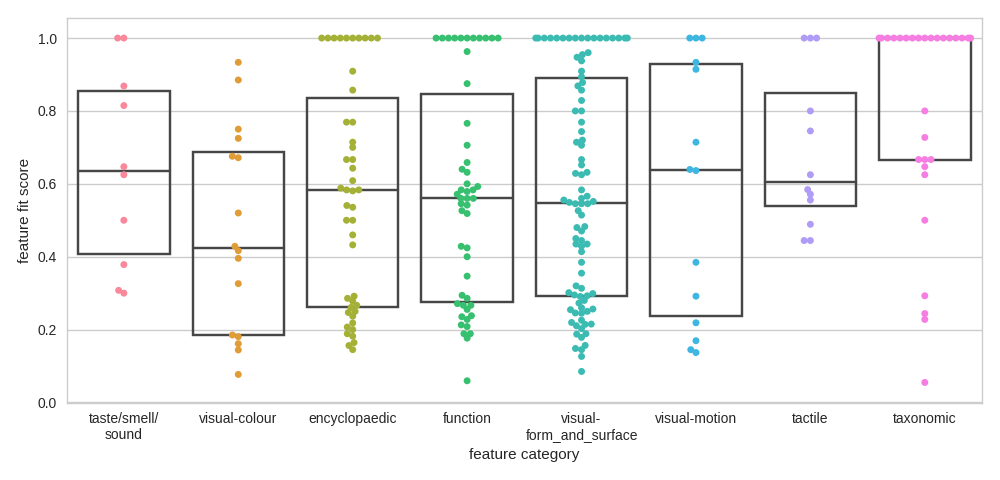 1.0
0.8
0.6
0.4
0.2
0.0
feature fit score
taste/smell/
sound
visual-colour
encyclopaedic
function
visual-
form_and_surface
visual-motion
tactile
taxonomic
feature category